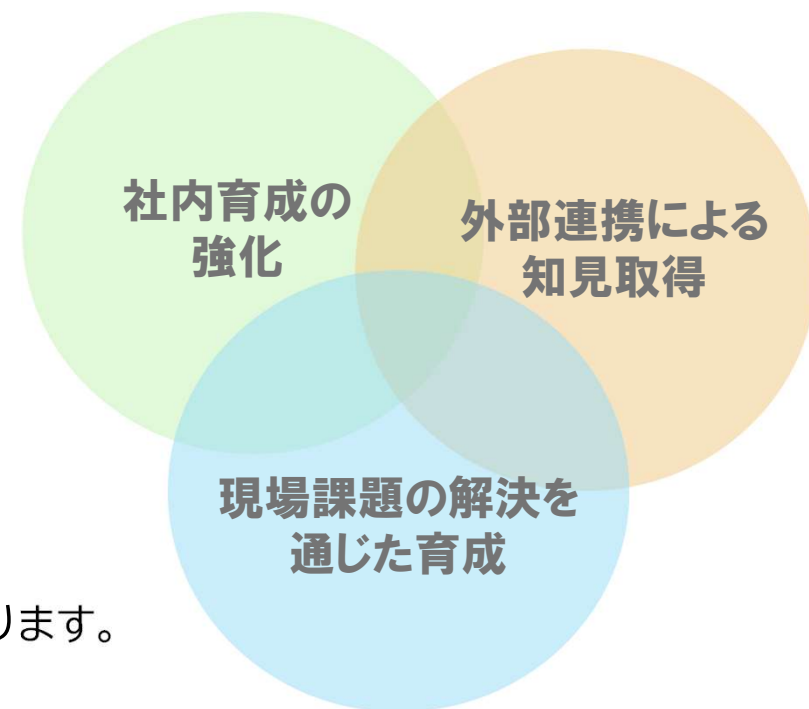 社内育成の
強化
外部連携による
知見取得
現場課題の解決を
通じた育成
ります。